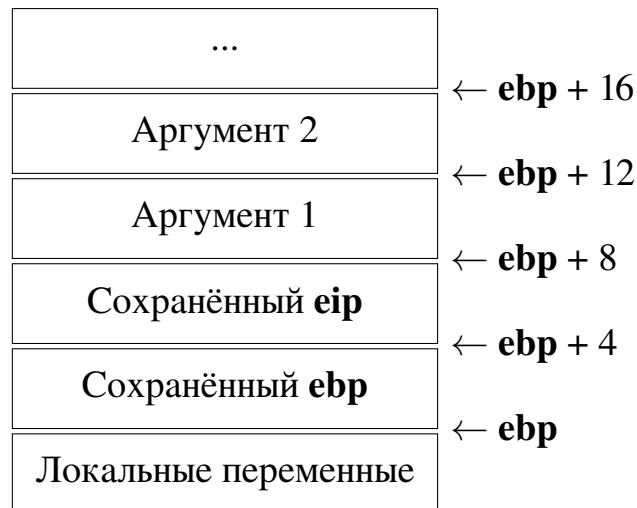 ...
← ebp + 16
Аргумент 2
← ebp + 12
Аргумент 1
← ebp + 8
Сохранённый eip
← ebp + 4
Сохранённый ebp
← ebp
Локальные переменные